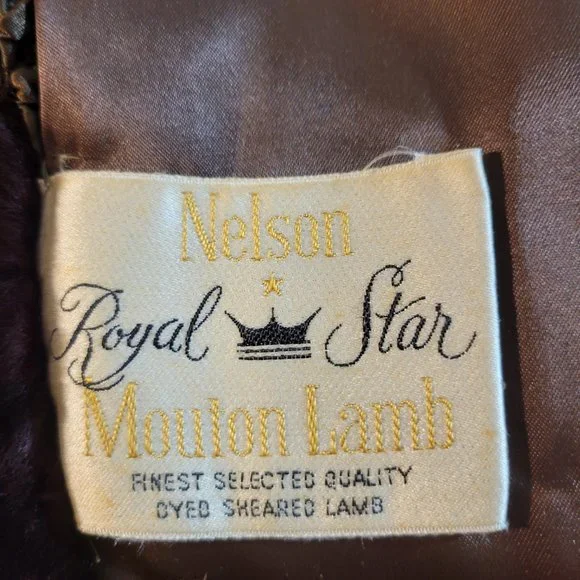 Nelson
Royal Star
Mouton Lamb
FINEST SELECTED QUALITY
DYED SHEARED LAMB